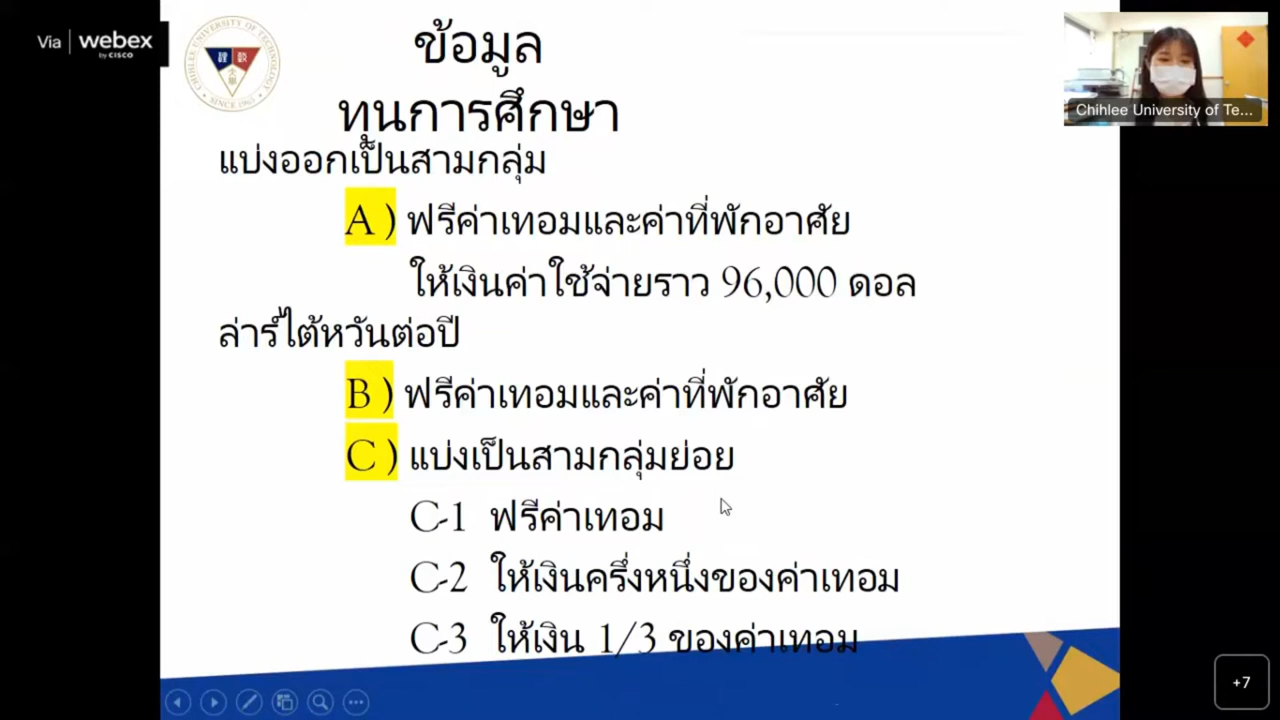 Via webex
by CISCO
CHIHLEE UNIVERSITY OF TECHNOLOGY
SINCE 1965
ข้อมูล
ทุนการศึกษา
Chihlee University of Te...
แบ่งออกเป็นสามกลุ่ม
A ) ฟรีค่าเทอมและค่าที่พักอาศัย
ให้เงินค่าใช้จ่ายราว 96,000 ดอล
ล่าร์ไต้หวันต่อปี
B ) ฟรีค่าเทอมและค่าที่พักอาศัย
C ) แบ่งเป็นสามกลุ่มย่อย
C-1 ฟรีค่าเทอม
C-2 ให้เงินครึ่งหนึ่งของค่าเทอม
C-3 ให้เงิน 1/3 ของค่าเทอม
+7